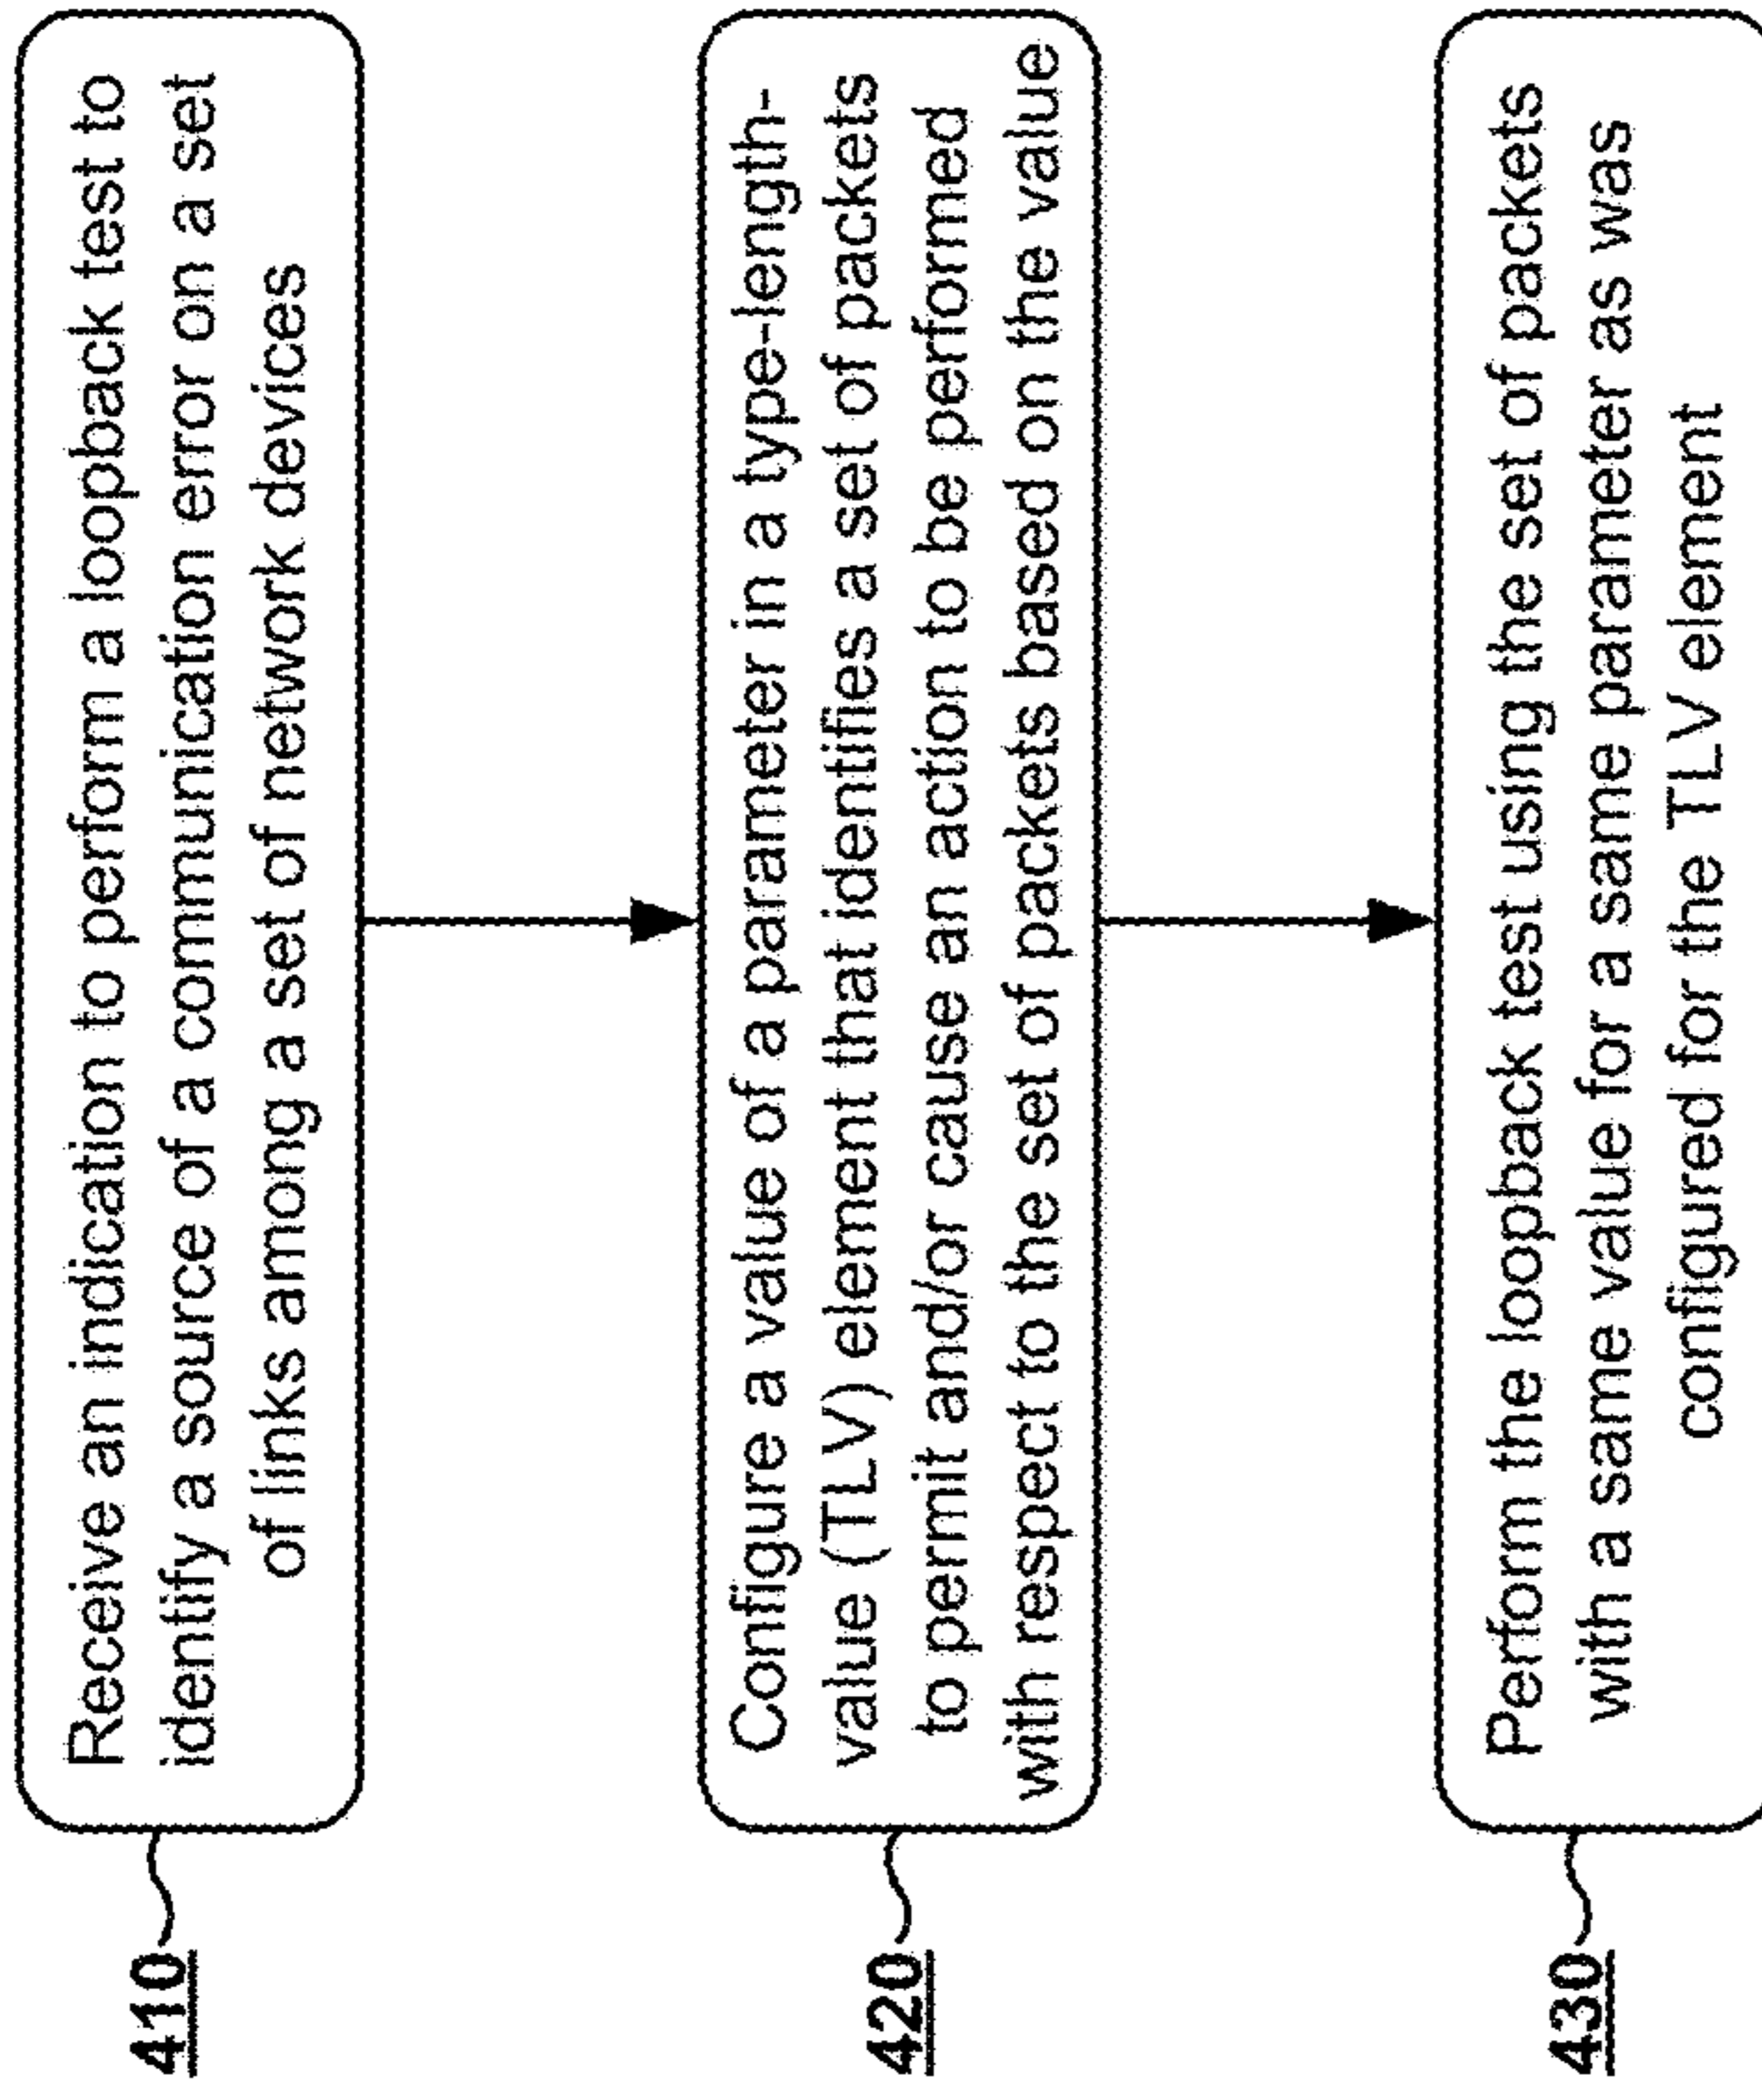 410
Receive an indication to perform a loopback test to
identify a source of a communication error on a set
of links among a set of network devices
420
Configure a value of a parameter in a type-length-
value (TLV) element that identifies a set of packets
to permit and/or cause an action to be performed
with respect to the set of packets based on the value
430
Perform the loopback test using the set of packets
with a same value for a same parameter as was
configured for the TLV element